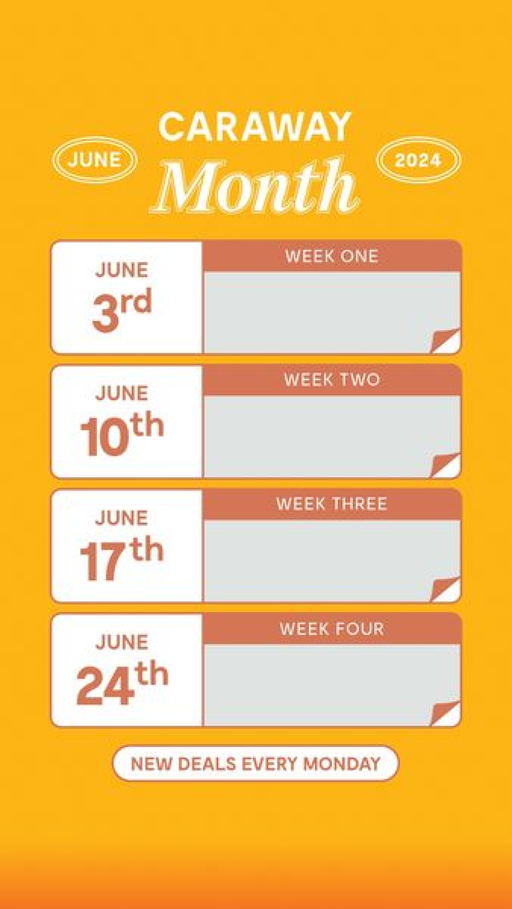 CARAWAY
JUNE
Month
2024
JUNE
3rd
WEEK ONE
JUNE
10th
WEEK TWO
JUNE
17th
WEEK THREE
JUNE
24th
WEEK FOUR
NEW DEALS EVERY MONDAY